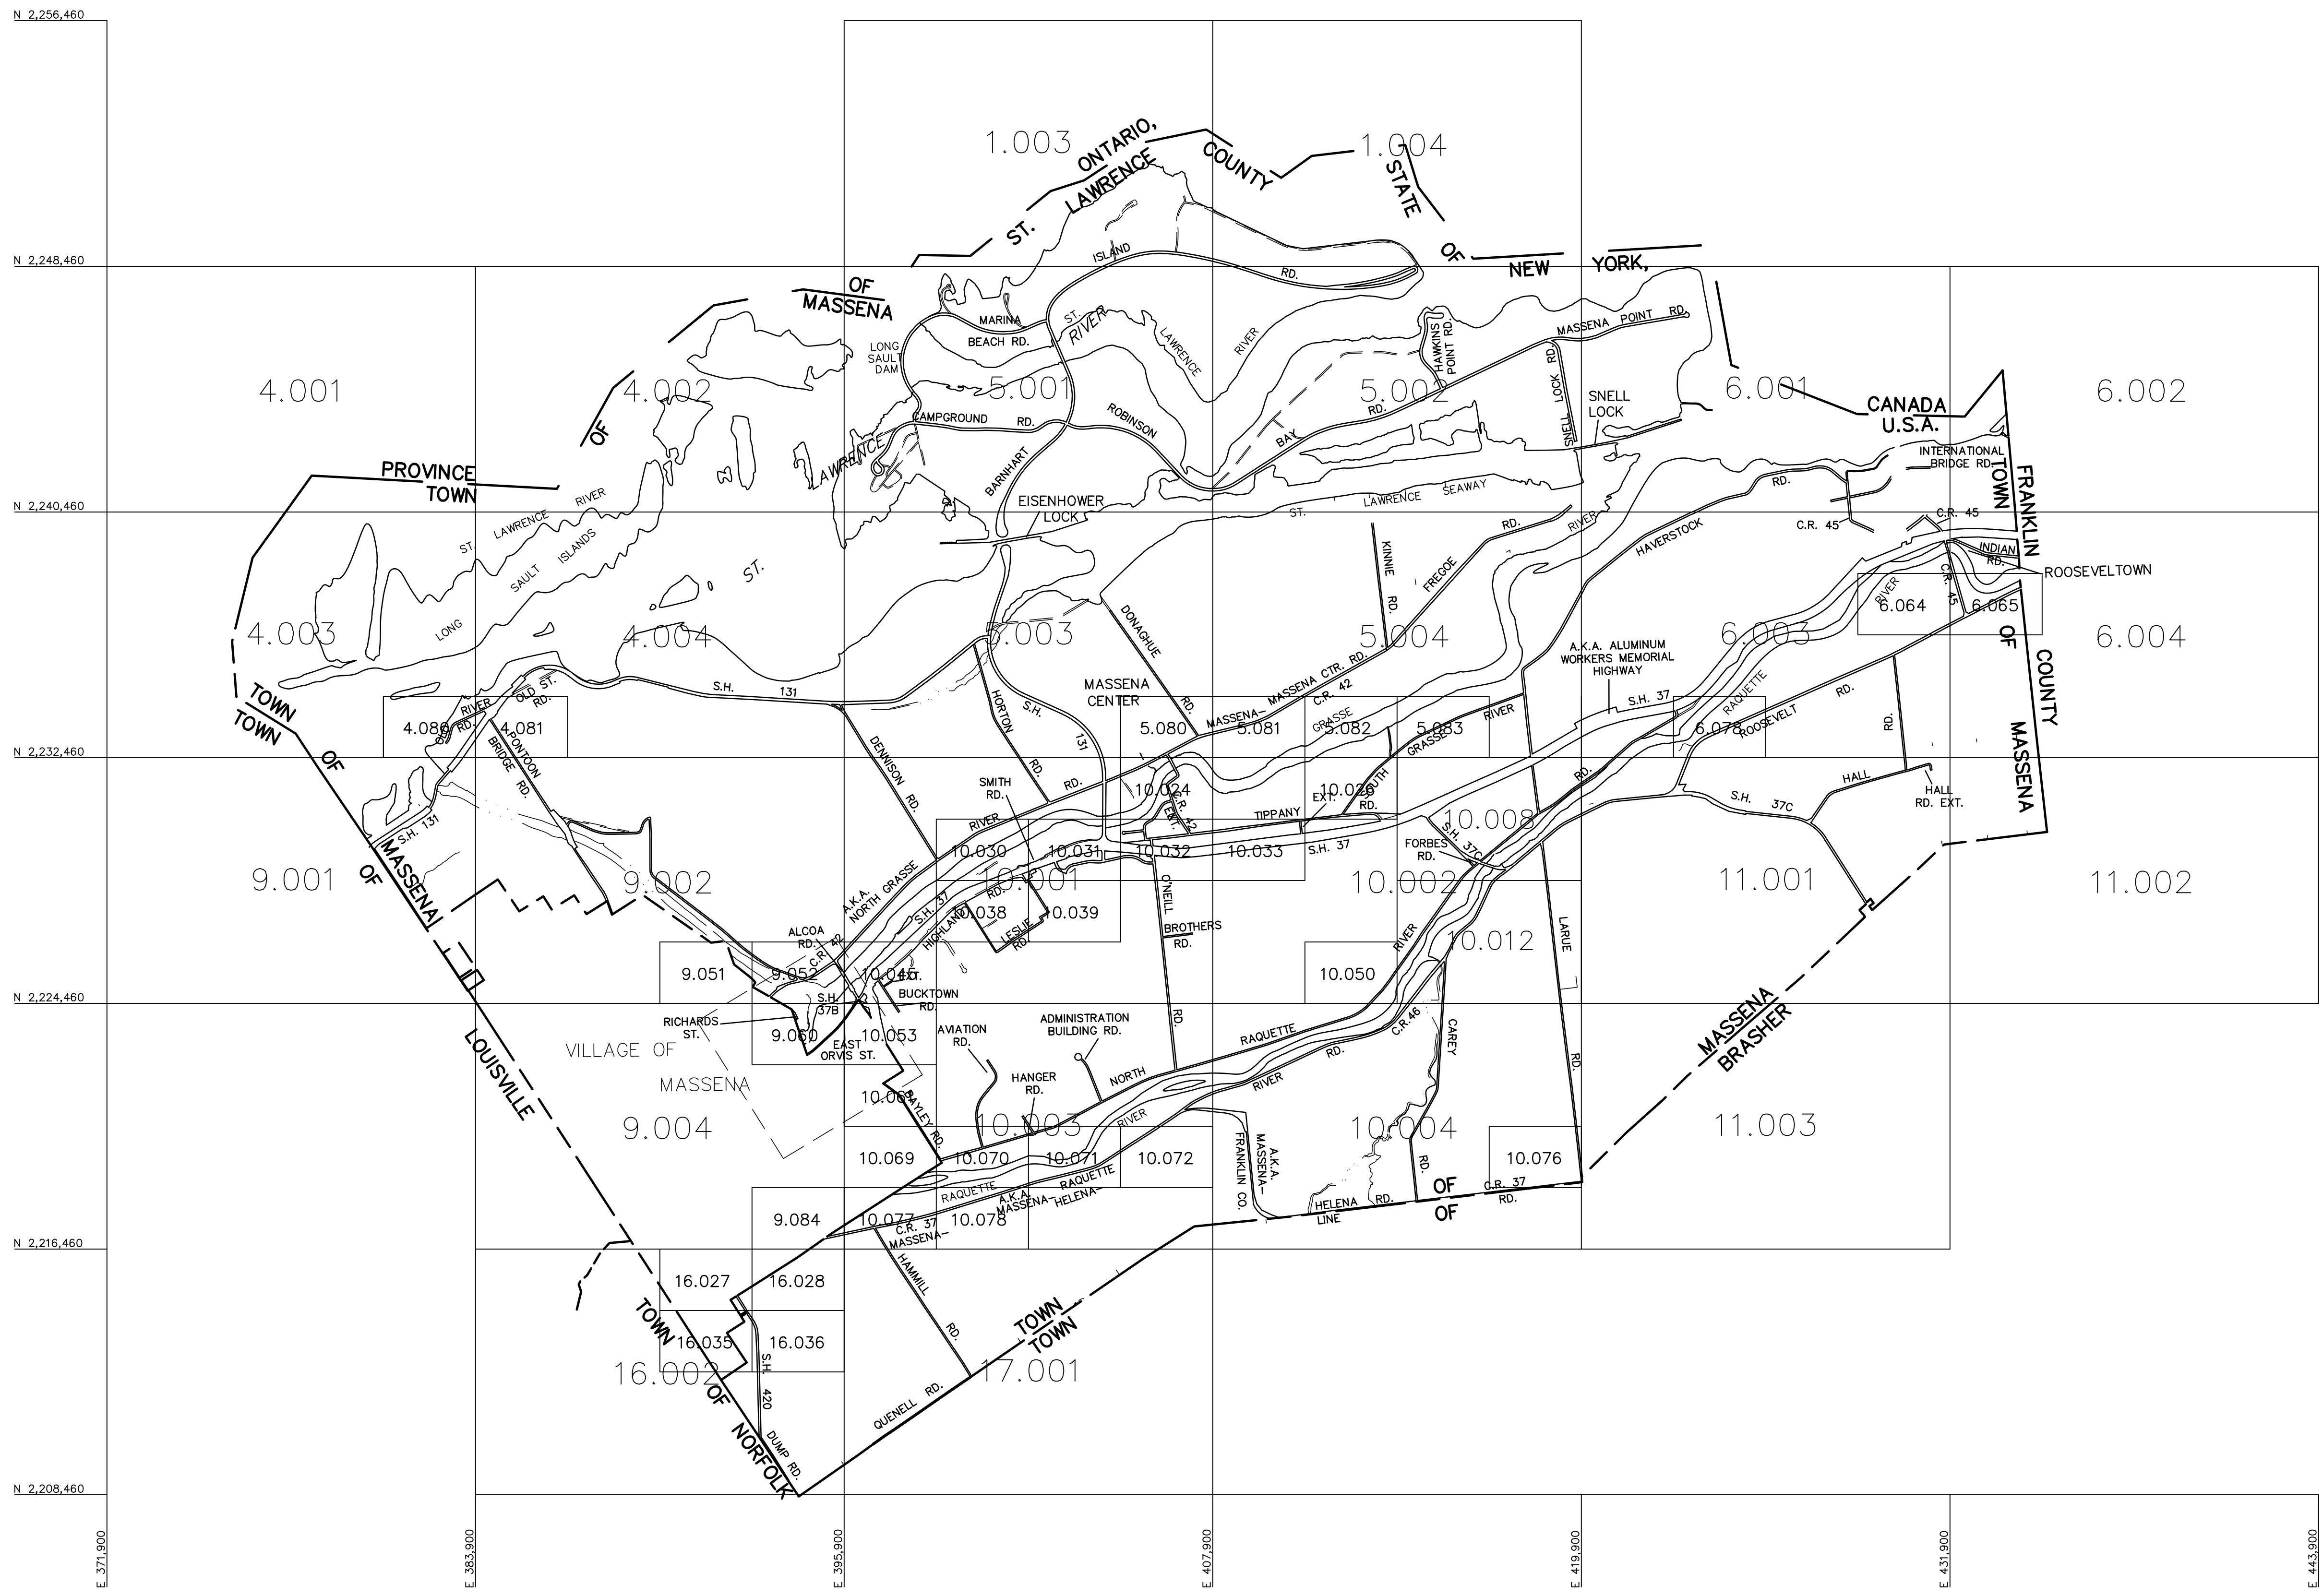 N 2,256,460
1.003
1.004
ONTARIO,
ST. LAWRENCE
COUNTY
STATE
OF
NEW YORK,
N 2,248,460
ISLAND
RD.
OF
MASSENA
MARINA
BEACH RD.
ST.
RIVER
LAWRENCE
RIVER
LONG
SAULT
DAM
HAWKINS
POINT RD.
MASSENA POINT RD.
4.001
4.002
5.001
5.002
6.001
6.002
SNELL LOCK RD.
SNELL
LOCK
CANADA
U.S.A.
OF
CAMPGROUND RD.
ROBINSON
BAY
RD.
LAWRENCE
BARNHART
PROVINCE
TOWN
INTERNATIONAL
BRIDGE RD.
TOWN
FRANKLIN
ST. LAWRENCE RIVER
EISENHOWER
LOCK
ST. LAWRENCE SEAWAY
N 2,240,460
RIVER
HAVERSTOCK
RD.
C.R. 45
C.R. 45
LONG SAULT ISLANDS
ST.
KINNIE RD.
FREGOE
RD.
INDIAN
RD.
ROOSEVELTOWN
C.R. 45
RIVER
6.064
6.065
4.003
4.004
5.003
5.004
6.003
6.004
DONAGHUE
RD.
OF
A.K.A. ALUMINUM
WORKERS MEMORIAL
HIGHWAY
S.H. 37
RAQUETTE
ROOSEVELT
RD.
RD.
COUNTY
MASSENA
TOWN
TOWN
OF
OLD ST.
RD.
RIVER
RD.
4.080
4.081
S.H. 131
HORTON
RD.
S.H.
131
MASSENA
CENTER
MASSENA- MASSENA CTR. RD.
C.R. 42
GRASSE
5.080
5.081
5.082
5.083
SOUTH GRASSE RIVER
RD.
6.078
N 2,232,460
PONTOON
BRIDGE RD.
DENNISON RD.
SMITH
RD.
RD.
RIVER
10.024
C.R. 42
EXT.
10.026
EXT.
TIPPANY
10.008
RD.
S.H. 37C
HALL
HALL
RD. EXT.
S.H. 131
MASSENA
OF
10.030
10.031
10.032
10.033
S.H. 37
FORBES
RD.
S.H. 37C
9.001
9.002
10.001
10.002
11.001
11.002
A.K.A.
NORTH GRASSE
S.H. 37
HIGHLAND
RD.
10.038
10.039
LESLIE
RD.
O'NEILL
BROTHERS
RD.
RD.
RIVER
10.012
LARUE
RD.
ALCOA
RD.
C.R. 42
9.051
9.052
10.045
EXT.
10.050
BUCKTOWN
RD.
S.H.
37B
N 2,224,460
RICHARDS
ST.
9.060
10.053
EAST
ORVIS ST.
AVIATION
RD.
ADMINISTRATION
BUILDING RD.
RAQUETTE
C.R.46
CAREY
RD.
MASSENA
BRASHER
LOUISVILLE
VILLAGE OF
MASSENA
HANGER
RD.
NORTH
RIVER
RD.
BAYLEY RD.
9.004
10.003
RIVER
10.004
11.003
10.069
10.070
10.071
10.072
10.076
A.K.A.
MASSENA-
FRANKLIN CO.
LINE
RAQUETTE
A.K.A. RAQUETTE
MASSENA- HELENA-
HELENA RD.
OF
OF
C.R. 37
RD.
9.084
10.077
10.078
C.R. 37
MASSENA-
N 2,216,460
16.027
16.028
HAMMILL
RD.
TOWN
TOWN
TOWN
16.035
16.036
16.002
17.001
S.H. 420
OF
QUENELL RD.
DUMP RD.
NORFOLK
N 2,208,460
E 371,900
E 383,900
E 395,900
E 407,900
E 419,900
E 431,900
E 443,900